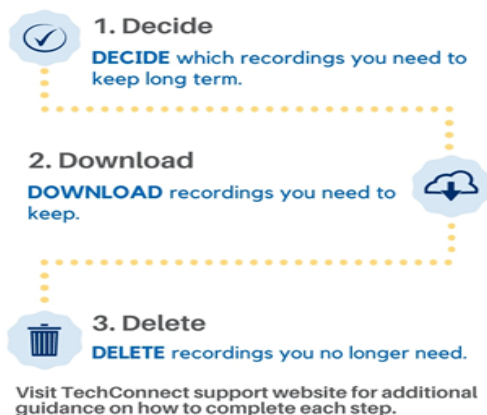 1. Decide
DECIDE which recordings you need to
keep long term.
2. Download
DOWNLOAD recordings you need to
keep.
3. Delete
DELETE recordings you no longer need.
Visit TechConnect support website for additional
guidance on how to complete each step.